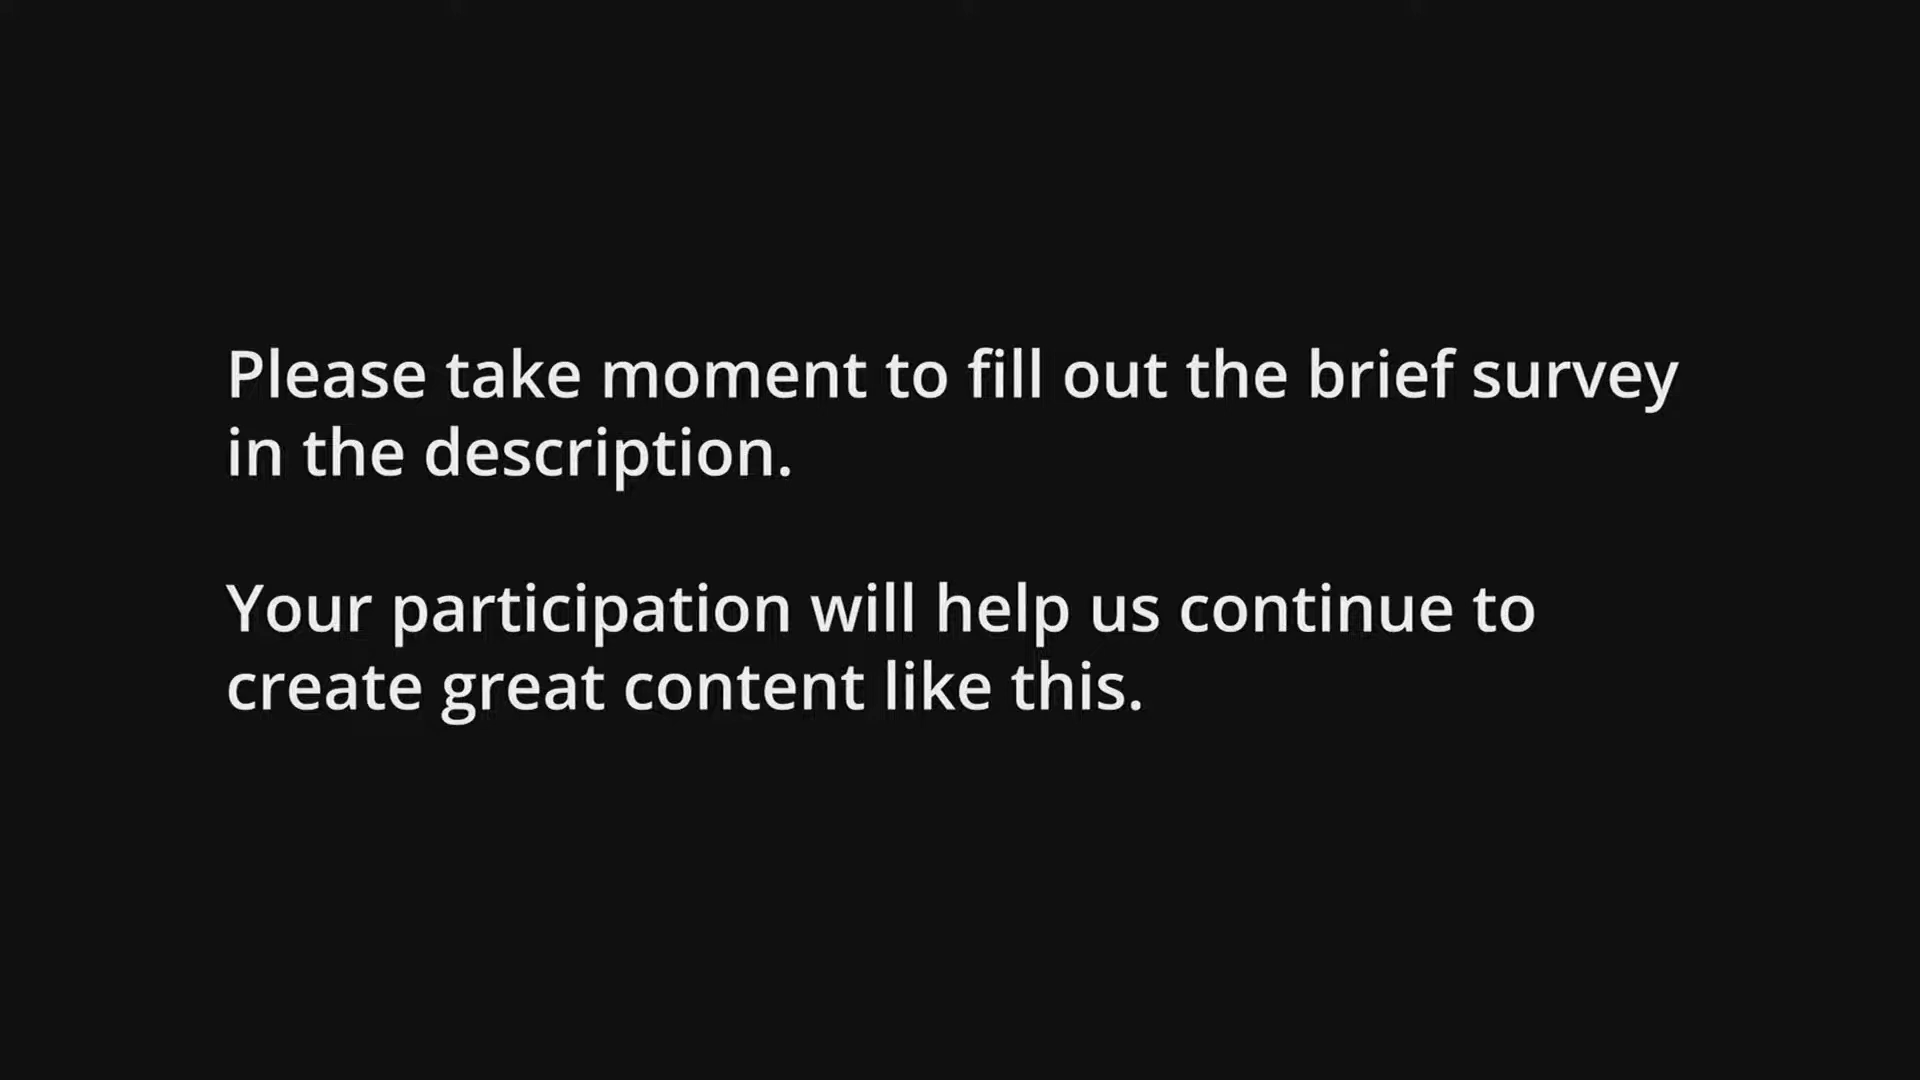 Please take moment to fill out the brief survey
in the description.
Your participation will help us continue to
create great content like this.